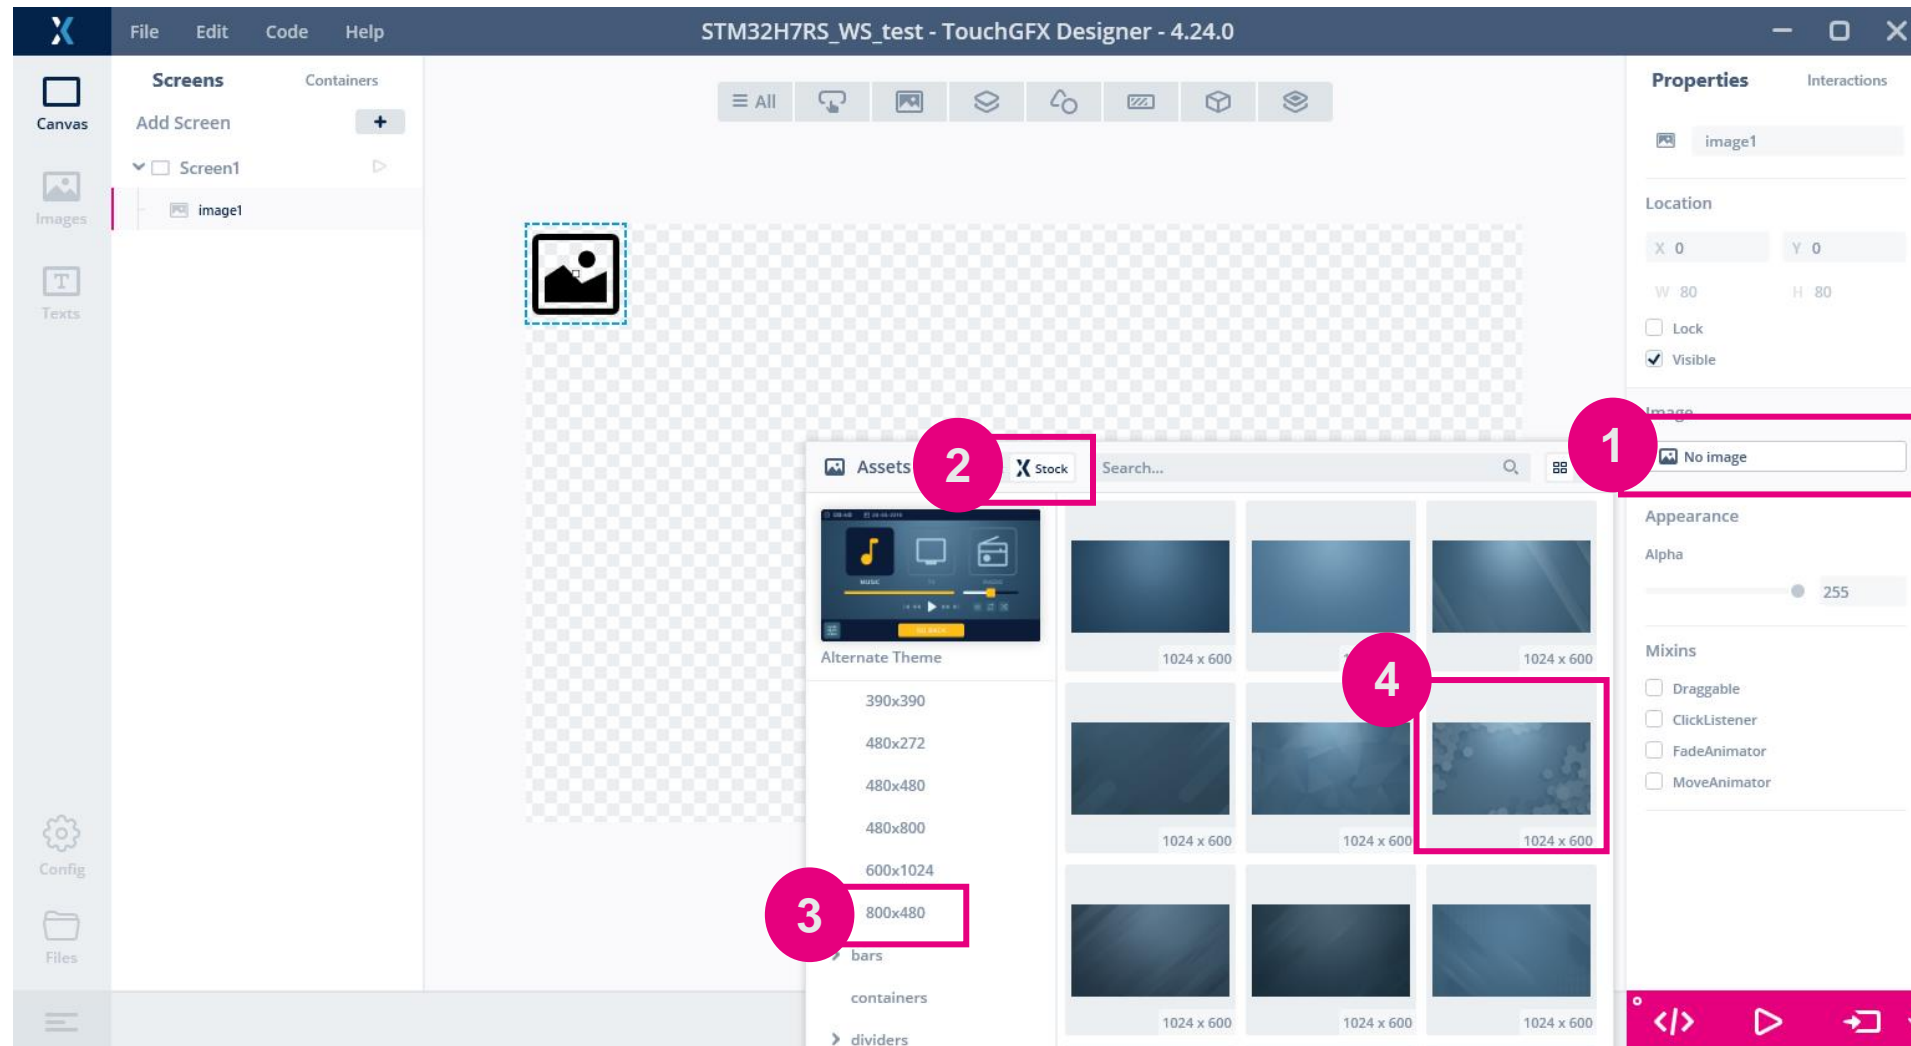 File Edit Code Help
STM32H7RS_WS_test - TouchGFX Designer - 4.24.0
Canvas
Images
Texts
Config
Files
Screens Containers
Add Screen
Screen1
image1
All
Assets
2
Stock
Search...
Alternate Theme
390x390
480x272
480x480
480x800
600x1024
3
800x480
bars
containers
dividers
1024 x 600
1024 x 600
4
1024 x 600
1024 x 600
1024 x 600
1024 x 600
1024 x 600
1024 x 600
Properties Interactions
image1
Location
X 0 Y 0
W 80 H 80
Lock
Visible
Image
1
No image
Appearance
Alpha
255
Mixins
Draggable
ClickListener
FadeAnimator
MoveAnimator
</>